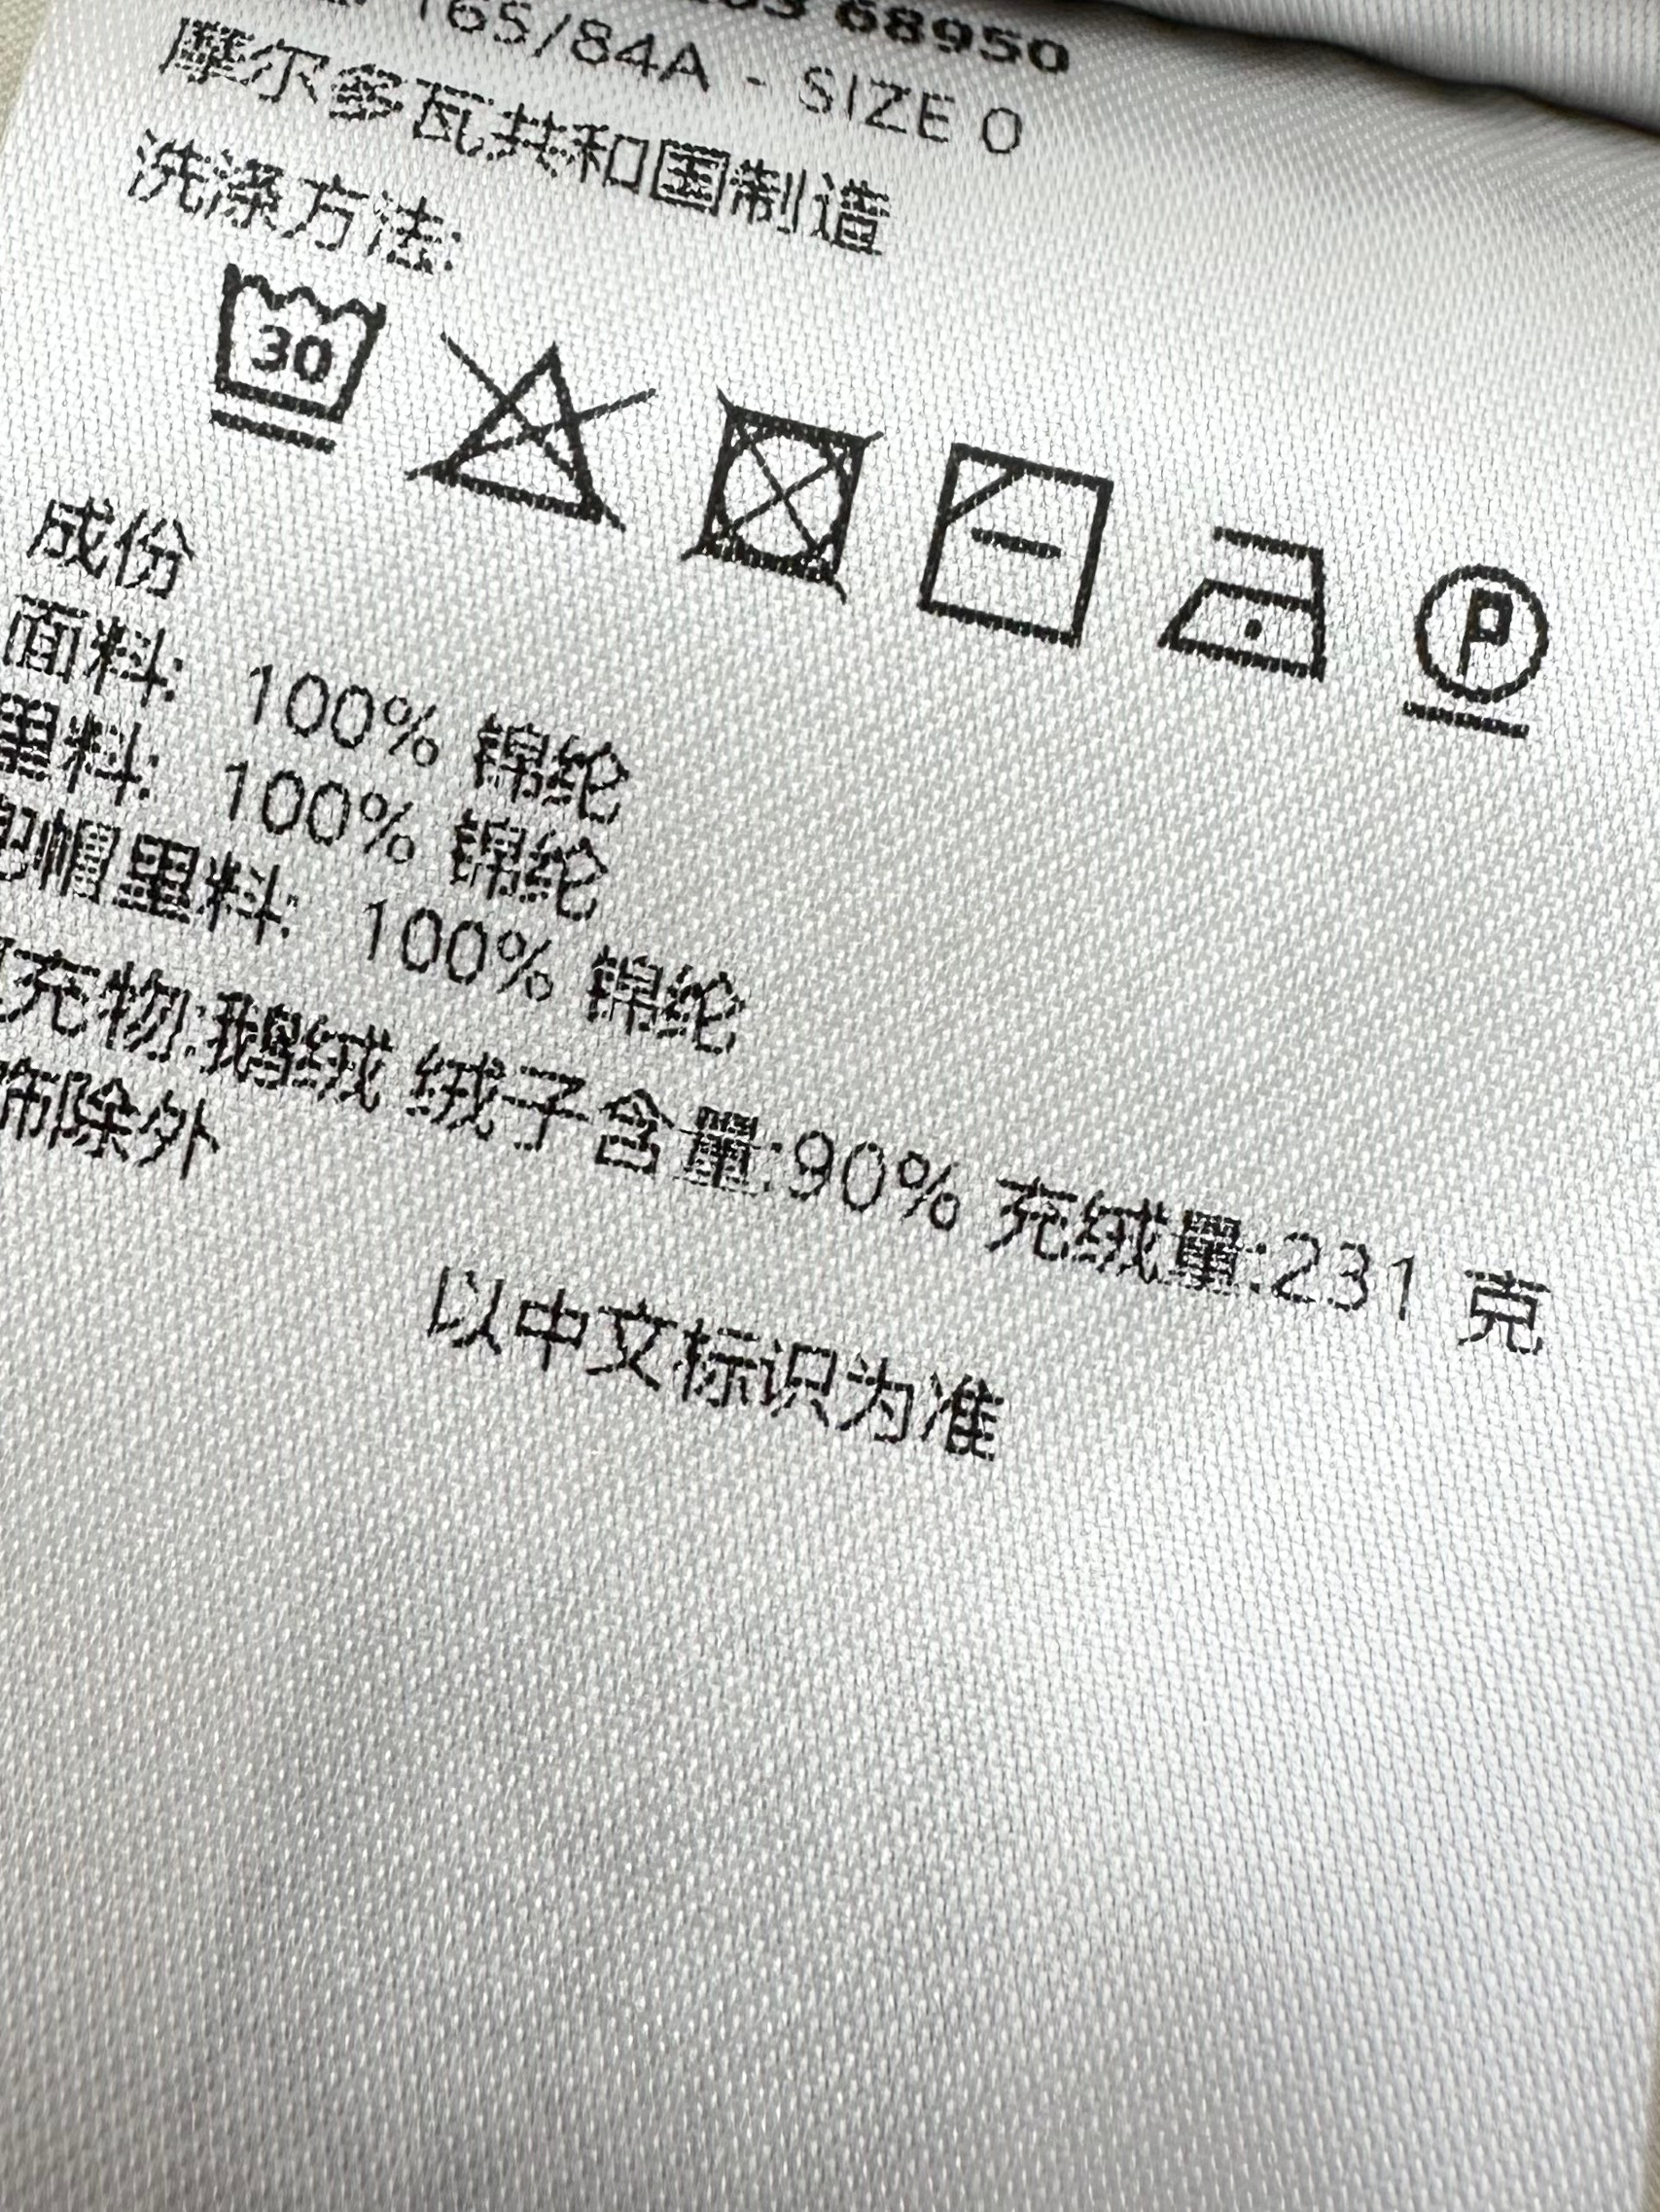 68950
165/84A - SIZE 0
摩尔多瓦共和国制造
洗涤方法:
30
P
成份
面料: 100% 锦纶
里料: 100% 锦纶
帽里料: 100% 锦纶
充物:鹅绒 绒子含量:90% 充绒量:231 克
饰除外
以中文标识为准